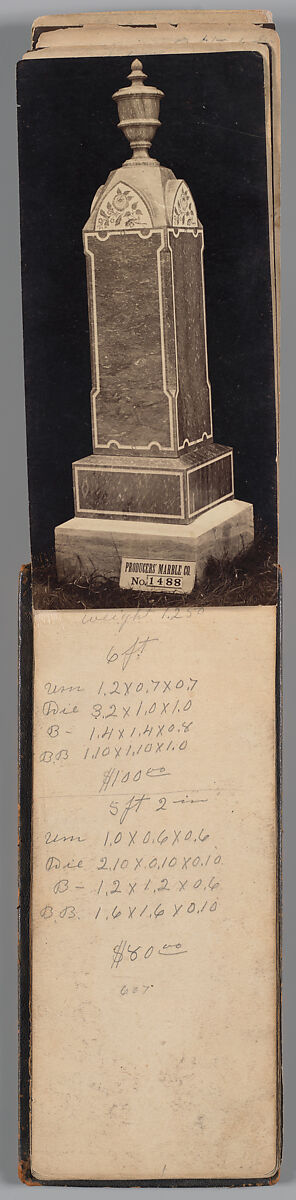 PRODUCERS' MARBLE CO.
No. 1488
weight 1.250
6 ft
Urn 1.2 x 0.7 x 0.7
Die 3.2 x 1.0 x 1.0
B - 1.4 x 1.4 x 0.8
B.B 1.10 x 1.10 x 1.0
$100 00
5 ft 2 in
Urn 1.0 x 0.6 x 0.6
Die 2.10 x 0.10 x 0.10
B - 1.2 x 1.2 x 0.6
B.B. 1.6 x 1.6 x 0.10
$80 00